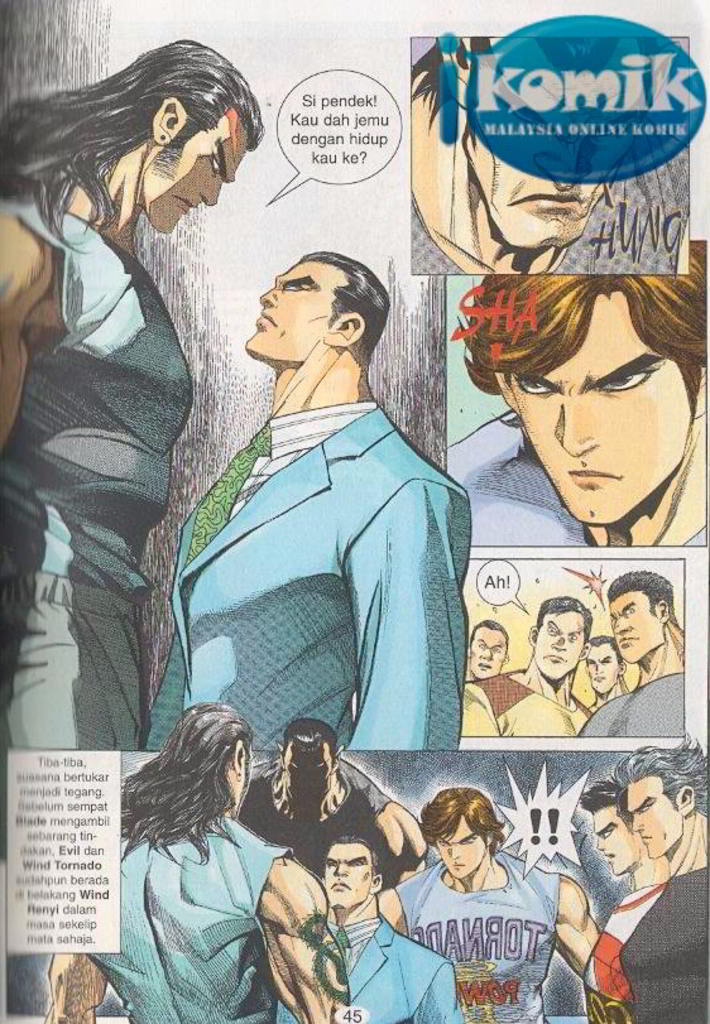 Si pendek!
Kau dah jemu
dengan hidup
kau ke?
ikomik
MALAYSIA ONLINE KOMIK
HUNG
SHA
Ah!
Tiba-tiba,
suasana bertukar
menjadi tegang.
Sebelum sempat
Blade mengambil
sebarang tin-
dakan, Evil dan
Wind Tornado
sudahpun berada
di belakang Wind
Renyi dalam
masa sekelip
mata sahaja.
!!
TORNADO
45